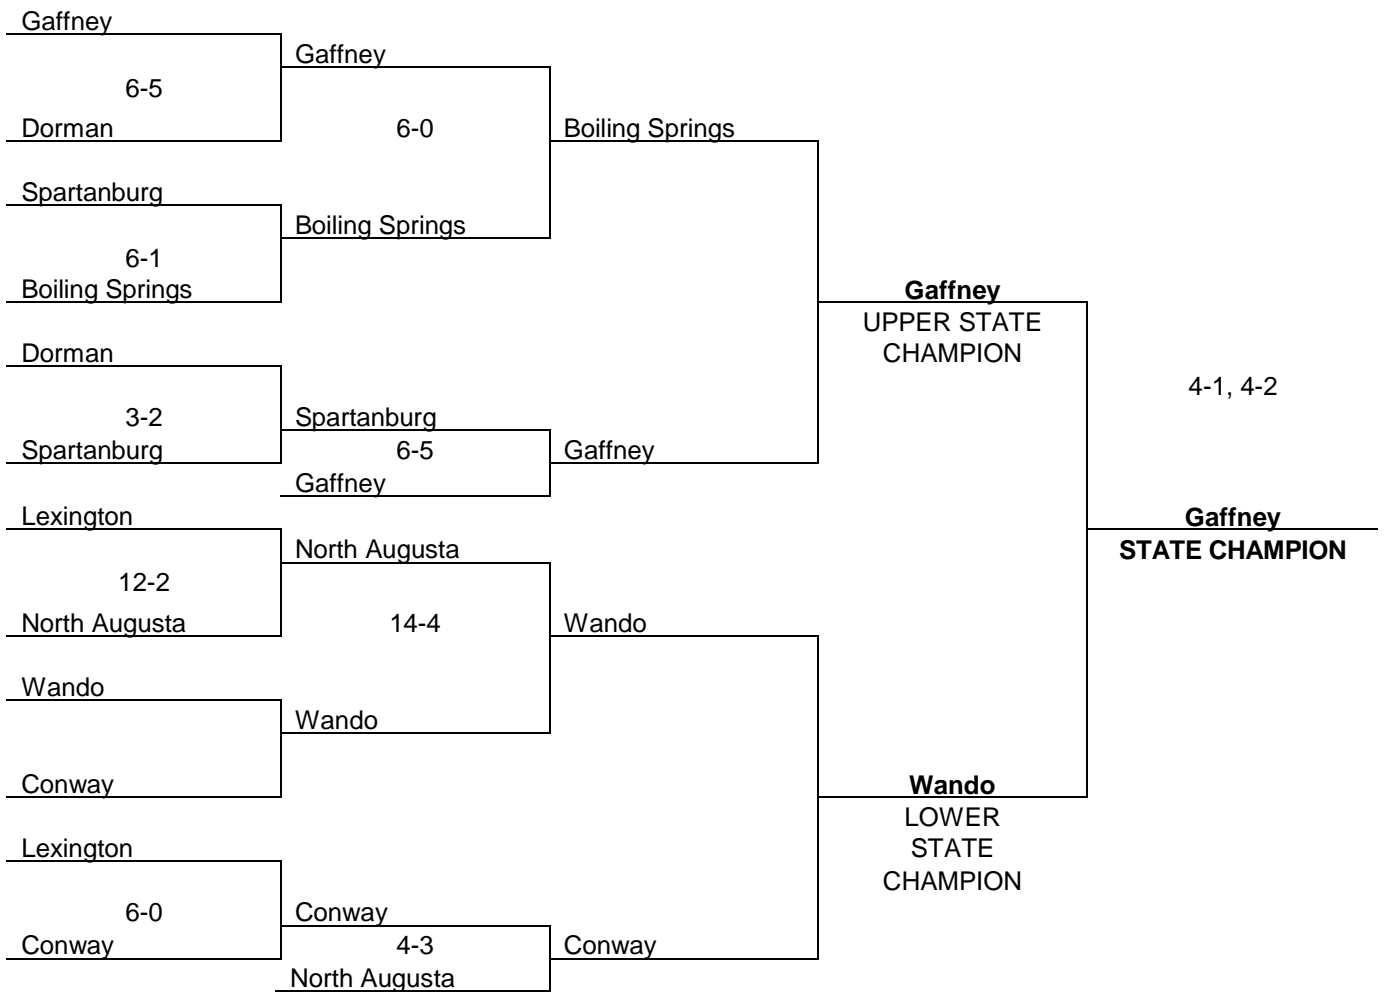 Gaffney
Gaffney
6-5
Dorman
6-0
Boiling Springs
Spartanburg
Boiling Springs
6-1
Boiling Springs
Gaffney
UPPER STATE
CHAMPION
Dorman
4-1, 4-2
3-2
Spartanburg
Spartanburg
6-5
Gaffney
Gaffney
Lexington
Gaffney
STATE CHAMPION
North Augusta
12-2
North Augusta
14-4
Wando
Wando
Wando
Conway
Wando
LOWER
STATE
CHAMPION
Lexington
6-0
Conway
Conway
4-3
Conway
North Augusta